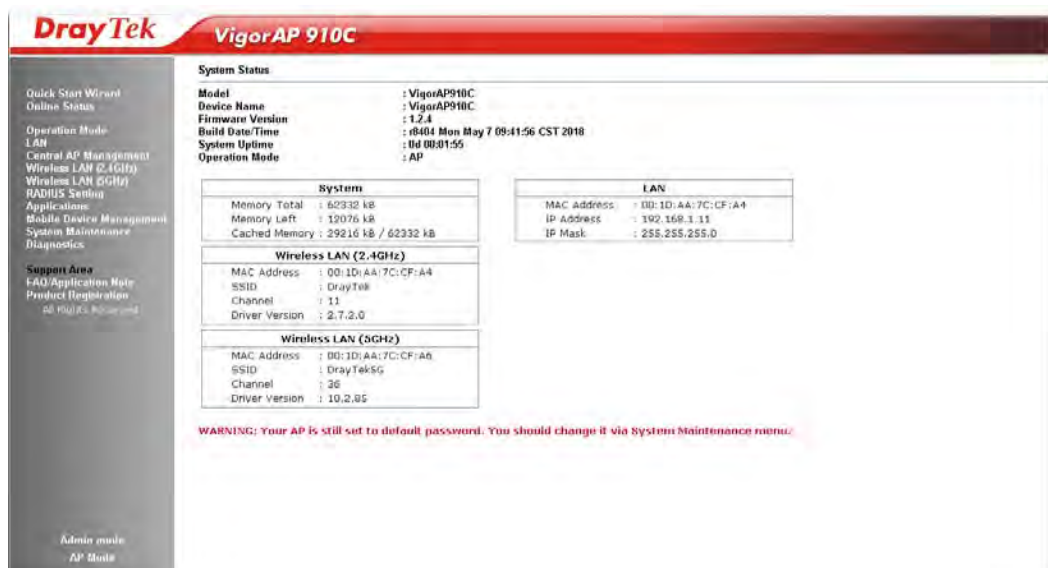 DrayTek
VigorAP 910C
Quick Start Wizard
Online Status
Operation Mode
LAN
Central AP Management
Wireless LAN (2.4GHz)
Wireless LAN (5GHz)
RADIUS Setting
Applications
Mobile Device Management
System Maintenance
Diagnostics
Support Area
FAQ/Application Note
Product Registration
All Rights Reserved.
Admin mode
AP Mode
System Status
Model : VigorAP910C
Device Name : VigorAP910C
Firmware Version : 1.2.4
Build Date/Time : r8404 Mon May 7 09:41:56 CST 2018
System Uptime : 0d 00:01:55
Operation Mode : AP
System
Memory Total : 62332 kB
Memory Left : 12076 kB
Cached Memory : 29216 kB / 62332 kB
LAN
MAC Address : 00:1D:AA:7C:CF:A4
IP Address : 192.168.1.11
IP Mask : 255.255.255.0
Wireless LAN (2.4GHz)
MAC Address : 00:1D:AA:7C:CF:A4
SSID : DrayTek
Channel : 11
Driver Version : 2.7.2.0
Wireless LAN (5GHz)
MAC Address : 00:1D:AA:7C:CF:A6
SSID : DrayTek5G
Channel : 36
Driver Version : 10.2.85
WARNING: Your AP is still set to default password. You should change it via System Maintenance menu.